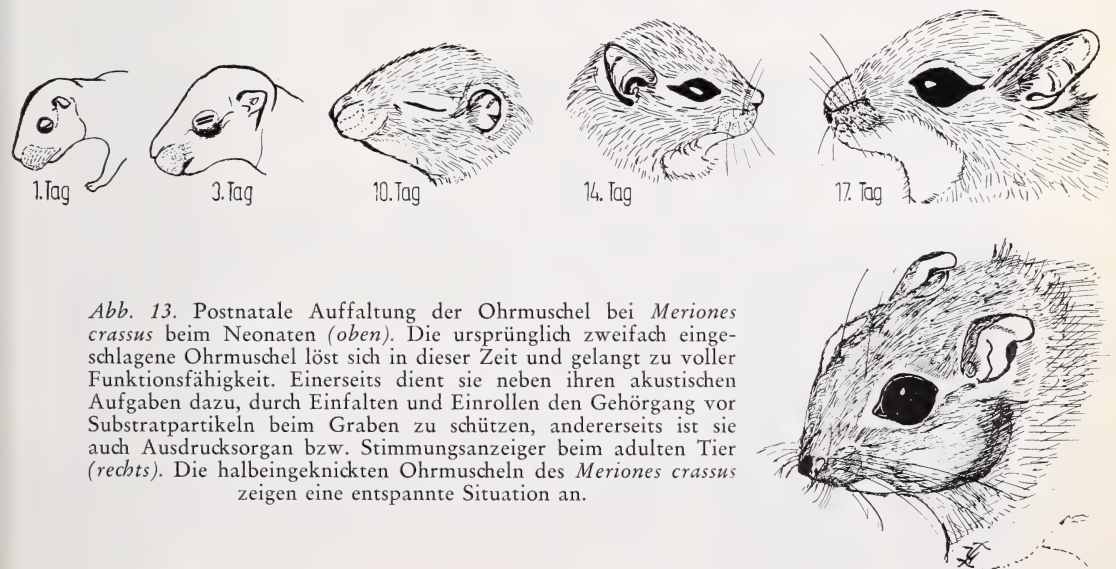 1.Tag 3.Tag 10.Tag 14. Tag 17. Tag
Abb. 13. Postnatale Auffaltung der Ohrmuschel bei Meriones
crassus beim Neonaten (oben). Die ursprünglich zweifach einge-
schlagene Ohrmuschel löst sich in dieser Zeit und gelangt zu voller
Funktionsfähigkeit. Einerseits dient sie neben ihren akustischen
Aufgaben dazu, durch Einfalten und Einrollen den Gehörgang vor
Substratpartikeln beim Graben zu schützen, andererseits ist sie
auch Ausdrucksorgan bzw. Stimmungsanzeiger beim adulten Tier
(rechts). Die halbeingeknickten Ohrmuscheln des Meriones crassus
zeigen eine entspannte Situation an.